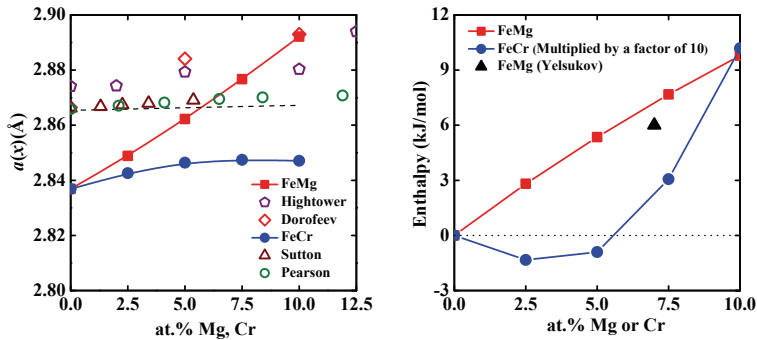 2.90
2.88
2.86
2.84
2.82
2.80
a(x)(Å)
FeMg
Hightower
Dorofeev
FeCr
Sutton
Pearson
0.0 2.5 5.0 7.5 10.0 12.5
at.% Mg, Cr
12
9
6
3
0
-3
Enthalpy (kJ/mol)
FeMg
FeCr (Multiplied by a factor of 10)
FeMg (Yelsukov)
0.0 2.5 5.0 7.5 10.0
at.% Mg or Cr